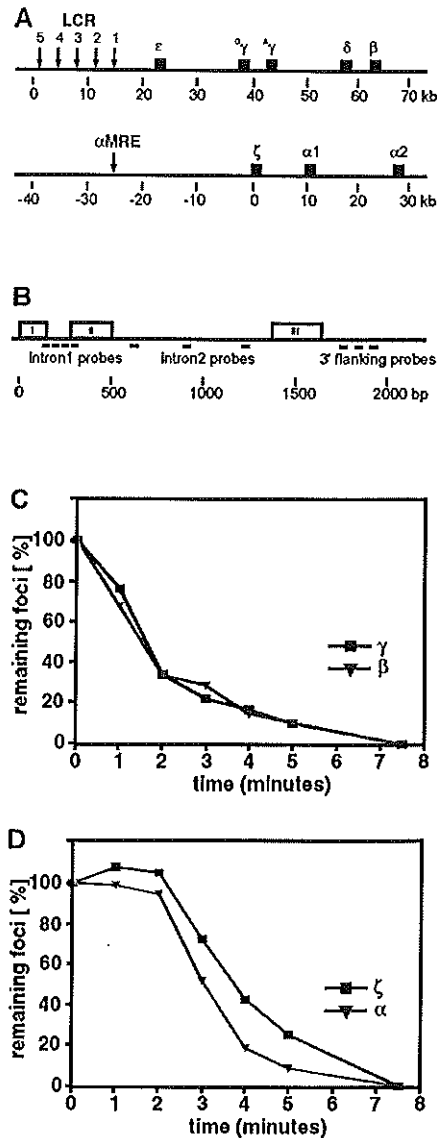 A
LCR
5 4 3 2 1 ε ᴳγ ᴬγ δ β
0 10 20 30 40 50 60 70 kb
αMRE
ζ α1 α2
-40 -30 -20 -10 0 10 20 30 kb
B
I II III
Intron1 probes intron2 probes 3' flanking probes
0 500 1000 1500 2000 bp
C
remaining foci [ % ]
100
80
60
40
20
0
γ
β
0 1 2 3 4 5 6 7 8
time (minutes)
D
remaining foci [ % ]
100
80
60
40
20
0
ζ
α
0 1 2 3 4 5 6 7 8
time (minutes)